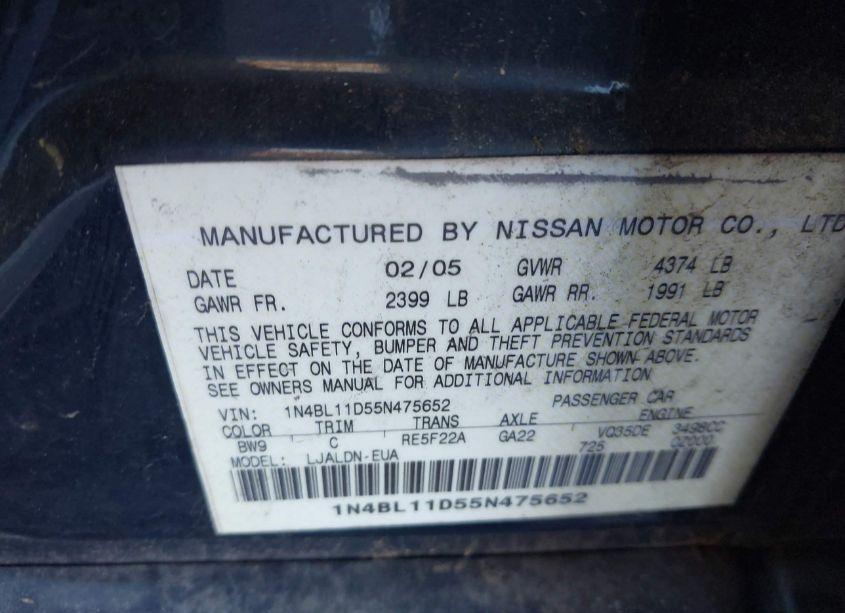 MANUFACTURED BY NISSAN MOTOR CO., LTD
DATE 02/05 GVWR 4374 LB
GAWR FR. 2399 LB GAWR RR. 1991 LB
THIS VEHICLE CONFORMS TO ALL APPLICABLE FEDERAL MOTOR
VEHICLE SAFETY, BUMPER AND THEFT PREVENTION STANDARDS
IN EFFECT ON THE DATE OF MANUFACTURE SHOWN ABOVE.
SEE OWNERS MANUAL FOR ADDITIONAL INFORMATION
VIN: 1N4BL11D55N475652 PASSENGER CAR
COLOR TRIM TRANS AXLE ENGINE
BW9 C RE5F22A GA22 VQ35DE 3498CC
MODEL: LJALDN-EUA 725 0Z000
1N4BL11D55N475652